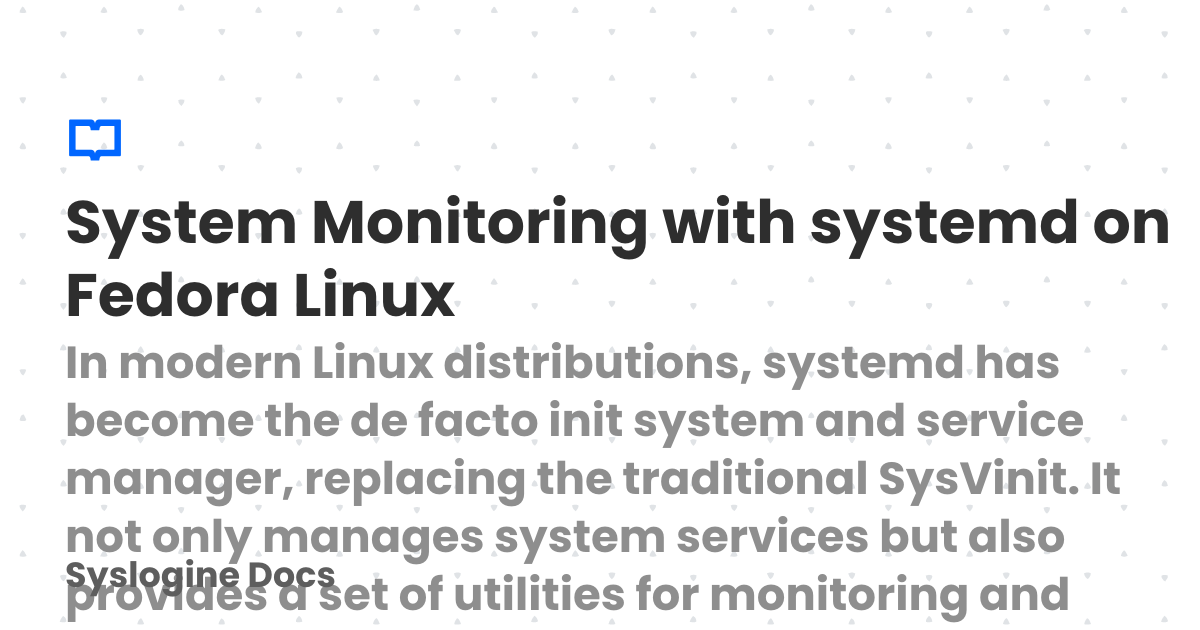 System Monitoring with systemd on
Fedora Linux
In modern Linux distributions, systemd has
become the de facto init system and service
manager, replacing the traditional SysVinit. It
not only manages system services but also
Syslogine Docs
provides a set of utilities for monitoring and